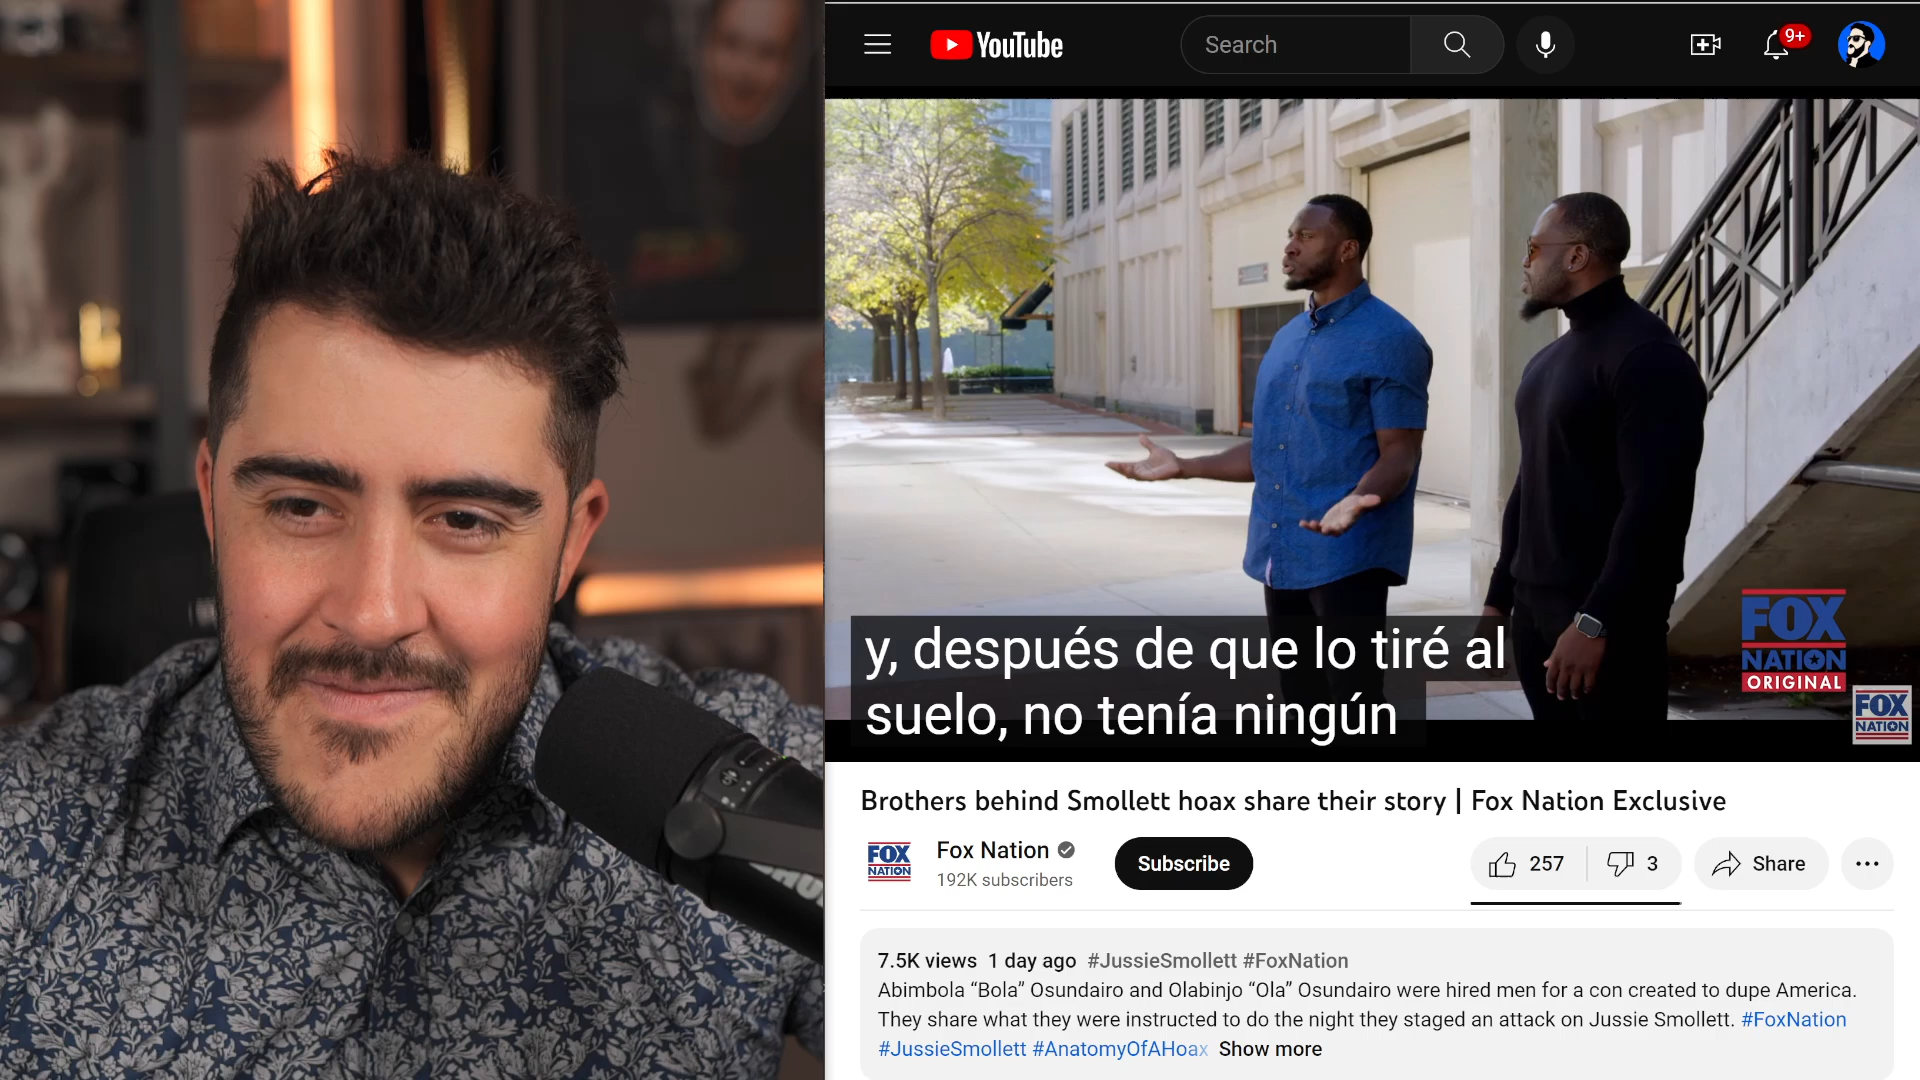 YouTube
Search
9+
y, después de que lo tiré al
suelo, no tenía ningún
FOX
NATION
ORIGINAL
FOX
NATION
Brothers behind Smollett hoax share their story | Fox Nation Exclusive
FOX
NATION
Fox Nation
192K subscribers
Subscribe
257
3
Share
7.5K views 1 day ago #JussieSmollett #FoxNation
Abimbola “Bola” Osundairo and Olabinjo “Ola” Osundairo were hired men for a con created to dupe America.
They share what they were instructed to do the night they staged an attack on Jussie Smollett. #FoxNation
#JussieSmollett #AnatomyOfAHoax Show more